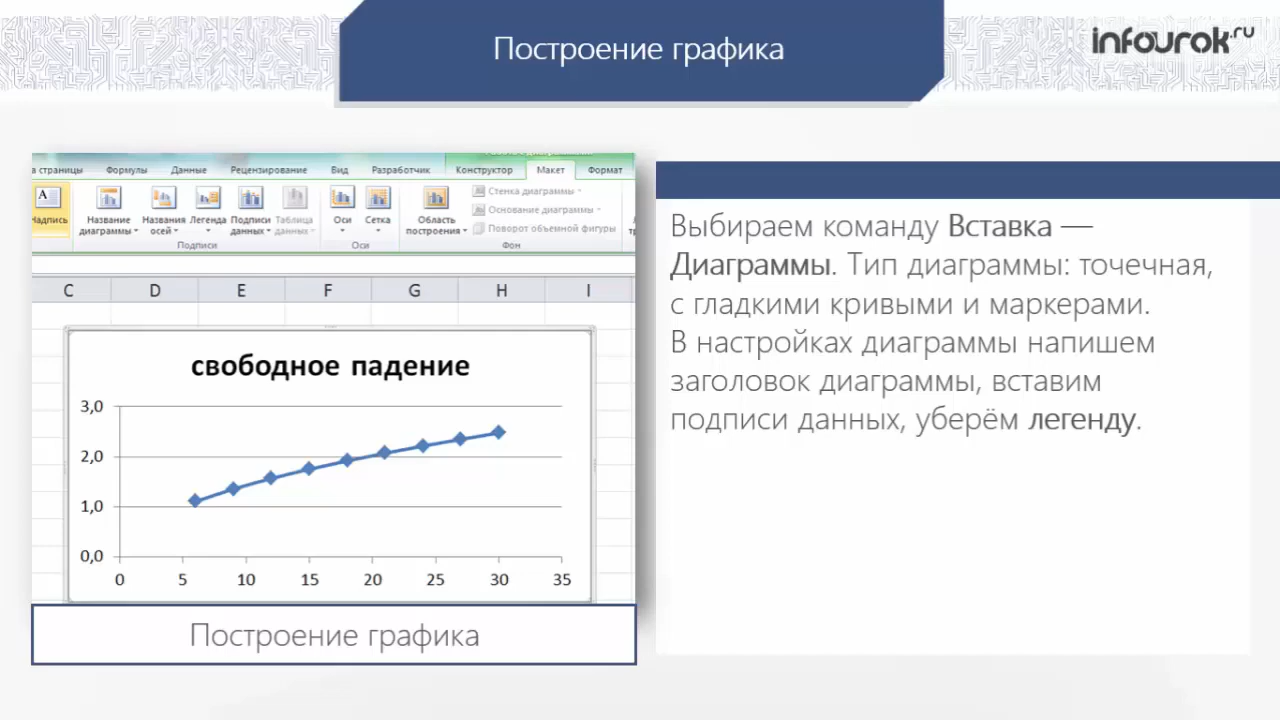 Построение графика
infourok.ru
а страницы Формулы Данные Рецензирование Вид Разработчик Конструктор Макет Формат
A
Надпись
Название диаграммы
Названия осей
Легенда
Подписи данных
Таблица данных
Оси
Сетка
Область построения
Стенка диаграммы
Основание диаграммы
Поворот объемной фигуры
Подписи Оси Фон
C D E F G H I
свободное падение
3,0
2,0
1,0
0,0
0 5 10 15 20 25 30 35
Построение графика
Выбираем команду Вставка —
Диаграммы. Тип диаграммы: точечная,
с гладкими кривыми и маркерами.
В настройках диаграммы напишем
заголовок диаграммы, вставим
подписи данных, уберём легенду.